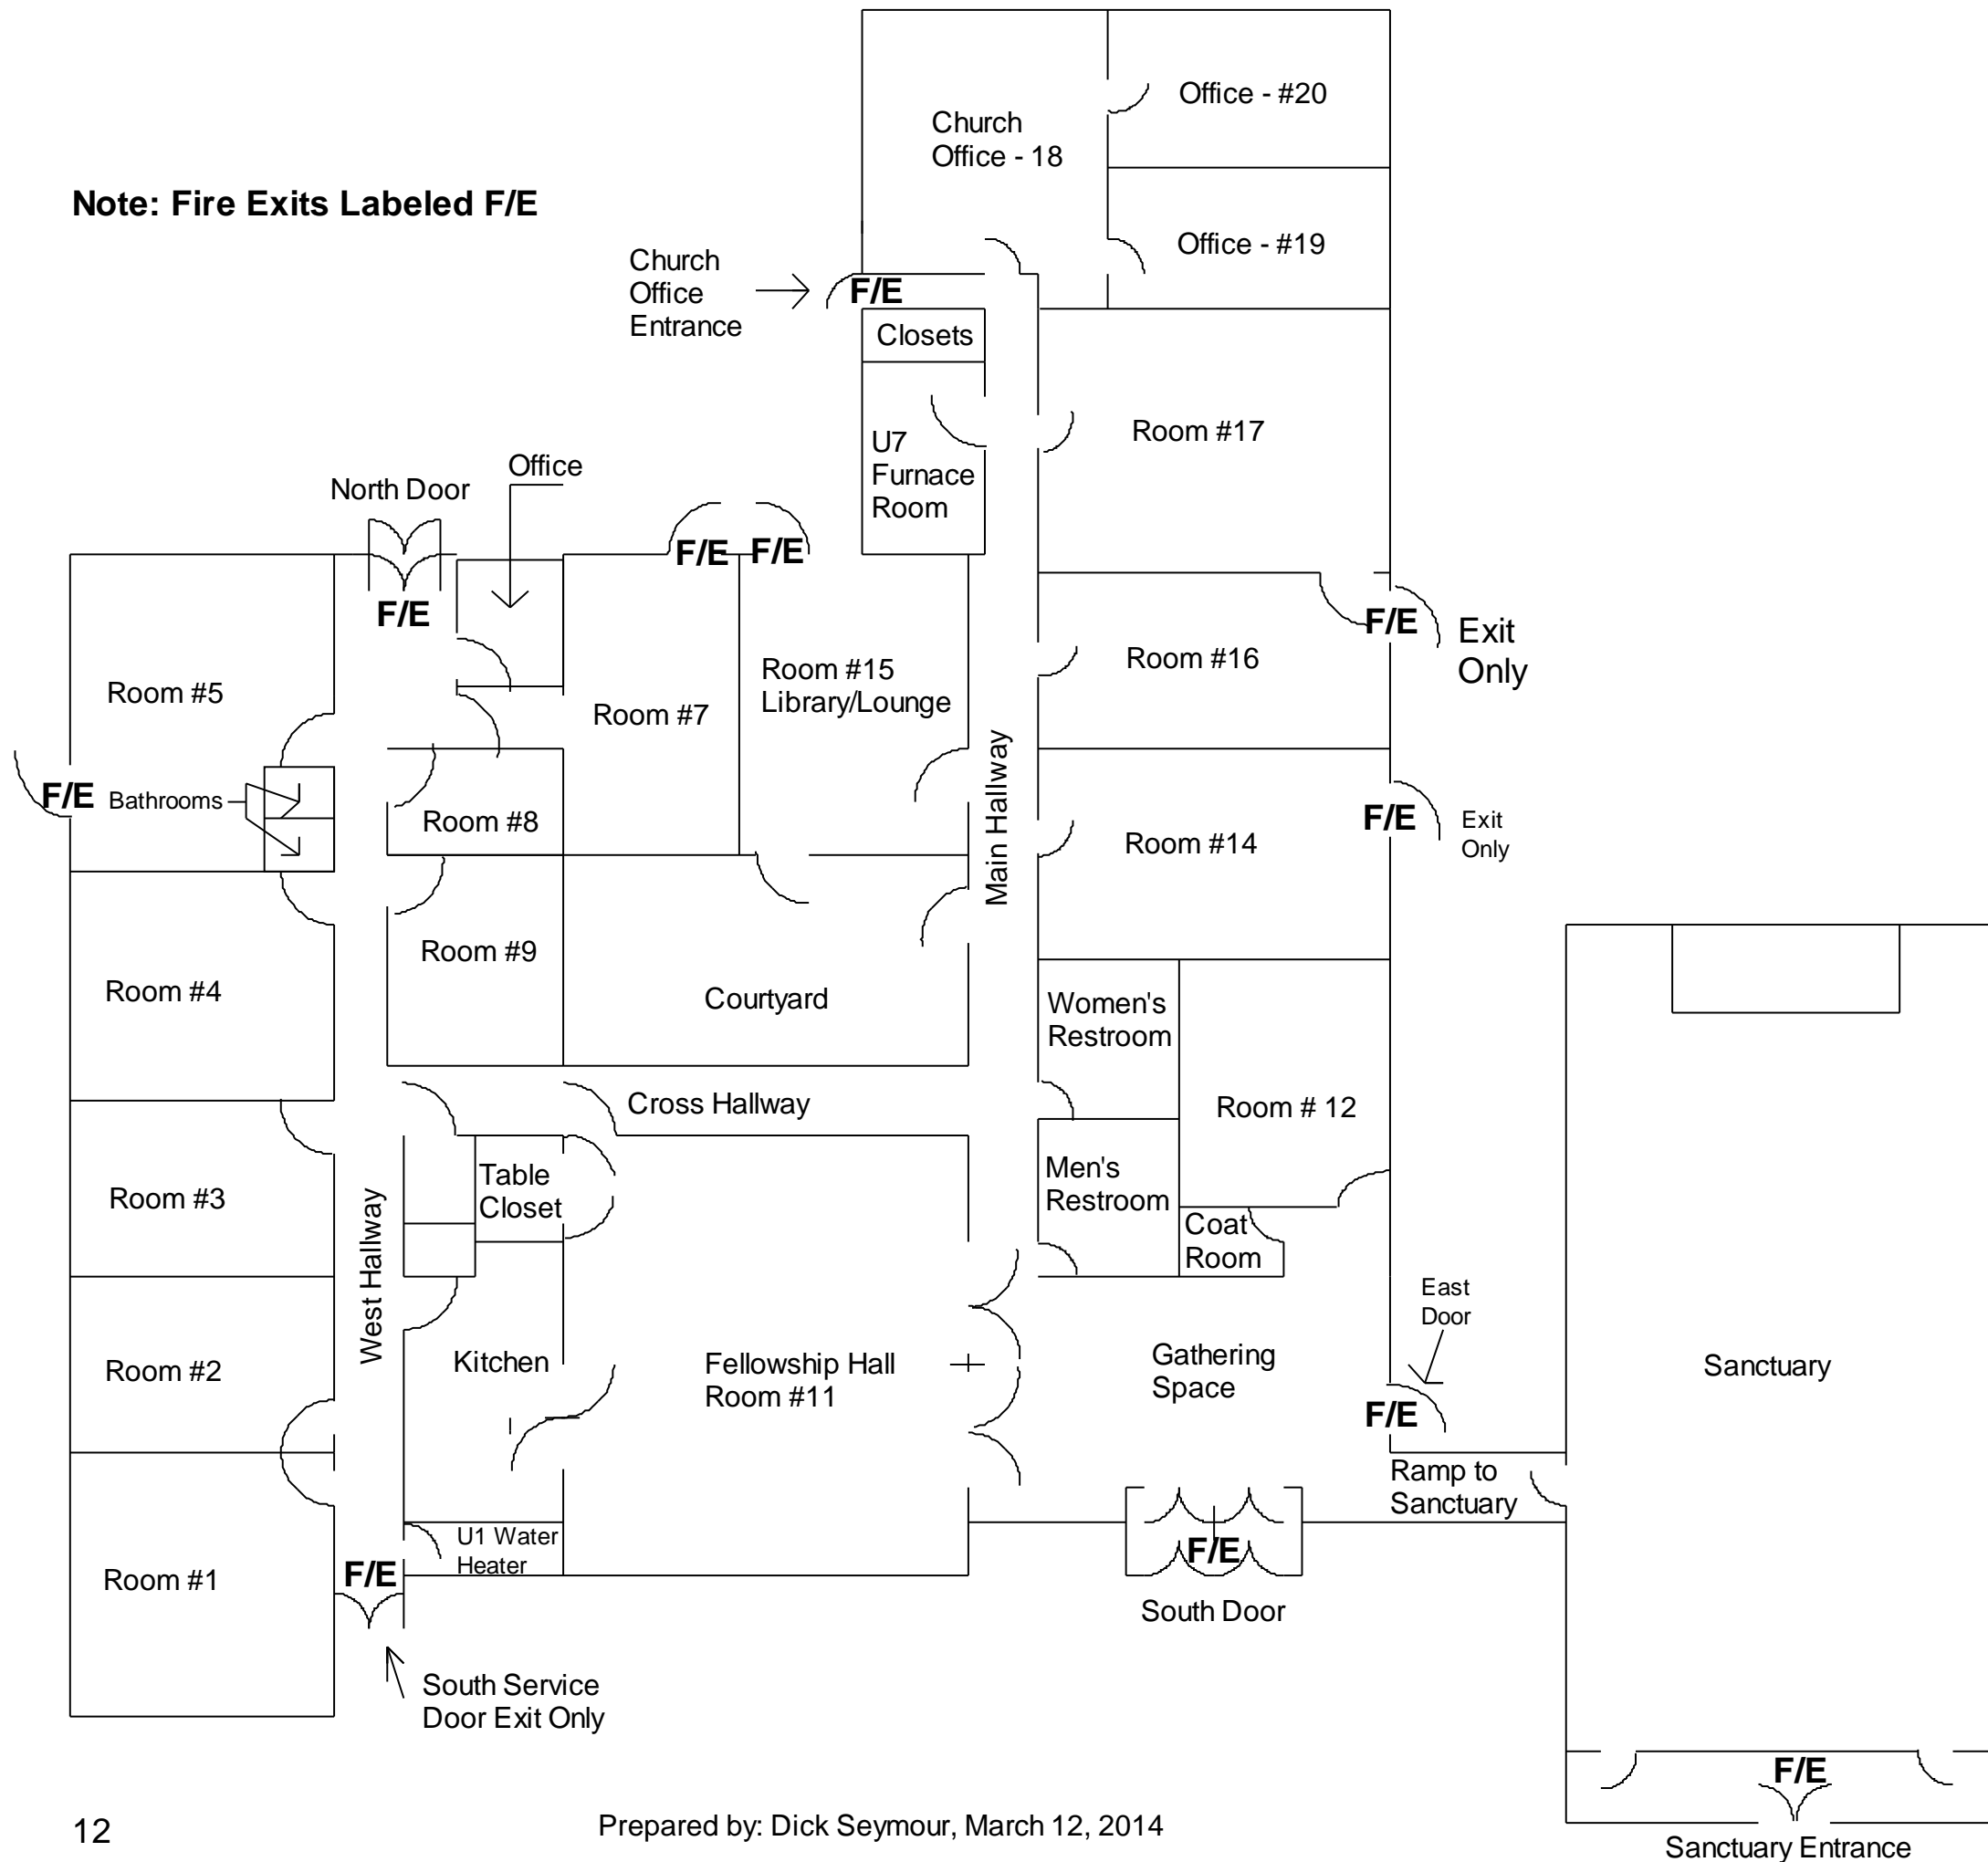 Office - #20
Church
Office - 18
Note: Fire Exits Labeled F/E
Office - #19
Church
Office
Entrance
F/E
Closets
Room #17
U7
Furnace
Room
Office
North Door
F/E
F/E
F/E
F/E
Exit
Only
Room #16
Room #5
Room #15
Library/Lounge
Room #7
Main Hallway
F/E
Bathrooms
Room #8
F/E
Exit
Only
Room #14
Room #9
Room #4
Courtyard
Women's
Restroom
Cross Hallway
Room # 12
Table
Closet
Men's
Restroom
Room #3
Coat
Room
West Hallway
East
Door
Room #2
Kitchen
Fellowship Hall
Room #11
Gathering
Space
Sanctuary
F/E
Ramp to
Sanctuary
U1 Water
Heater
F/E
F/E
Room #1
South Door
South Service
Door Exit Only
F/E
12
Prepared by: Dick Seymour, March 12, 2014
Sanctuary Entrance